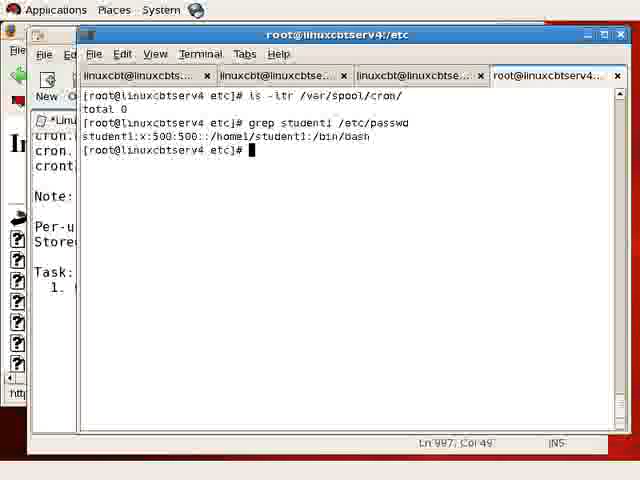 Applications Places System
root@linuxcbtserv4:/etc
File
File Edit View Terminal Tabs Help
File
linuxcbt@linuxcbts... linuxcbt@linuxcbtse... linuxcbt@linuxcbtse... root@linuxcbtserv4...
New
[root@linuxcbtserv4 etc]# ls -ltr /var/spool/cron/
total 0
[root@linuxcbtserv4 etc]# grep student1 /etc/passwd
student1:x:500:500::/home1/student1:/bin/bash
[root@linuxcbtserv4 etc]#
*Linu
cron.
cron.
cront
Note:
Per-u
Store
Task:
1.
Ln 997, Col 49 INS